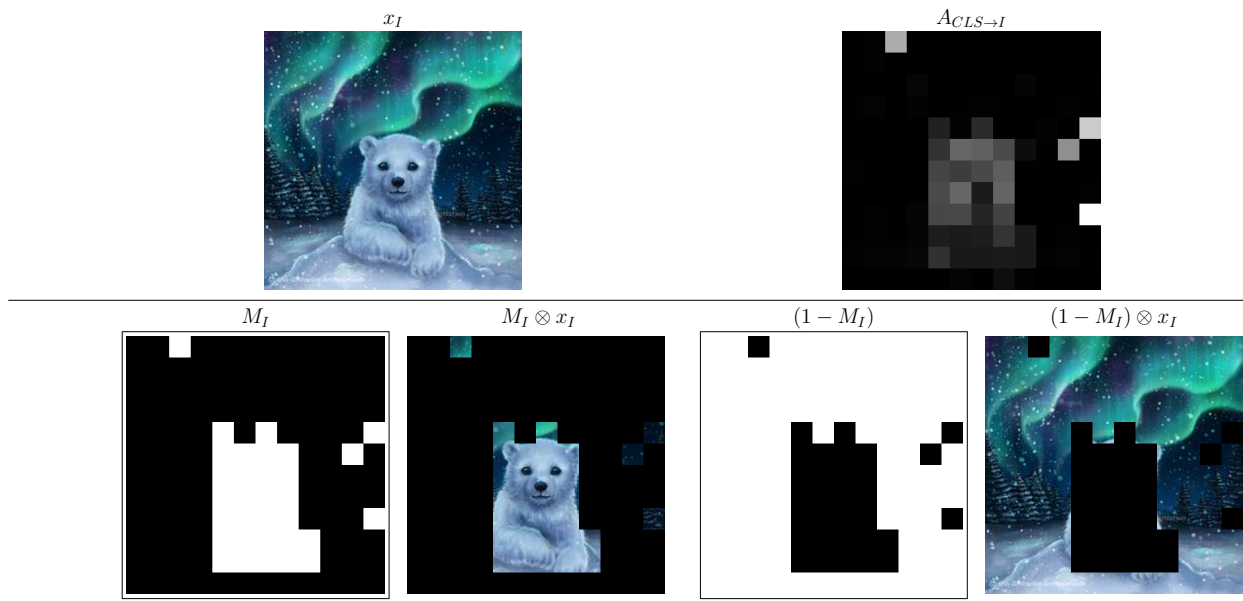 x_I
A_{CLS→I}
M_I
M_I ⊗ x_I
(1 − M_I)
(1 − M_I) ⊗ x_I